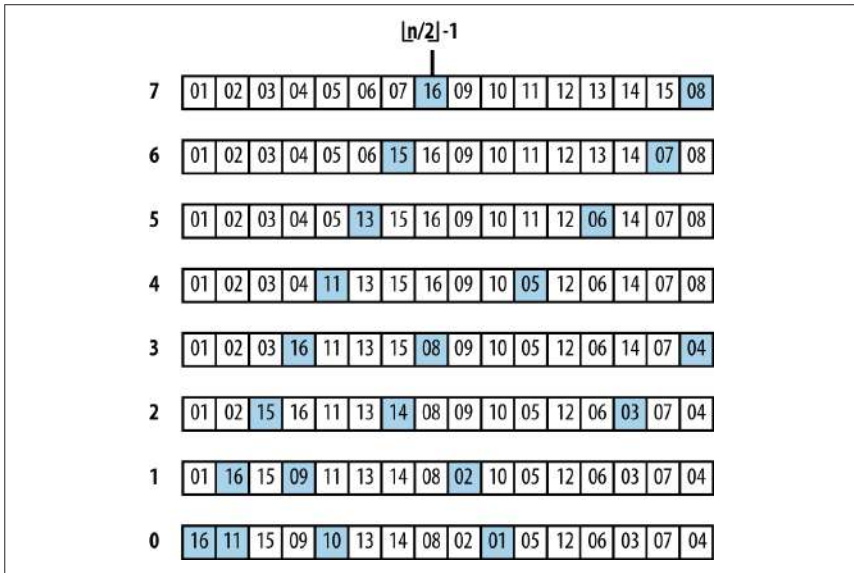 ⌊n/2⌋-1
7 01 02 03 04 05 06 07 16 09 10 11 12 13 14 15 08
6 01 02 03 04 05 06 15 16 09 10 11 12 13 14 07 08
5 01 02 03 04 05 13 15 16 09 10 11 12 06 14 07 08
4 01 02 03 04 11 13 15 16 09 10 05 12 06 14 07 08
3 01 02 03 16 11 13 15 08 09 10 05 12 06 14 07 04
2 01 02 15 16 11 13 14 08 09 10 05 12 06 03 07 04
1 01 16 15 09 11 13 14 08 02 10 05 12 06 03 07 04
0 16 11 15 09 10 13 14 08 02 01 05 12 06 03 07 04